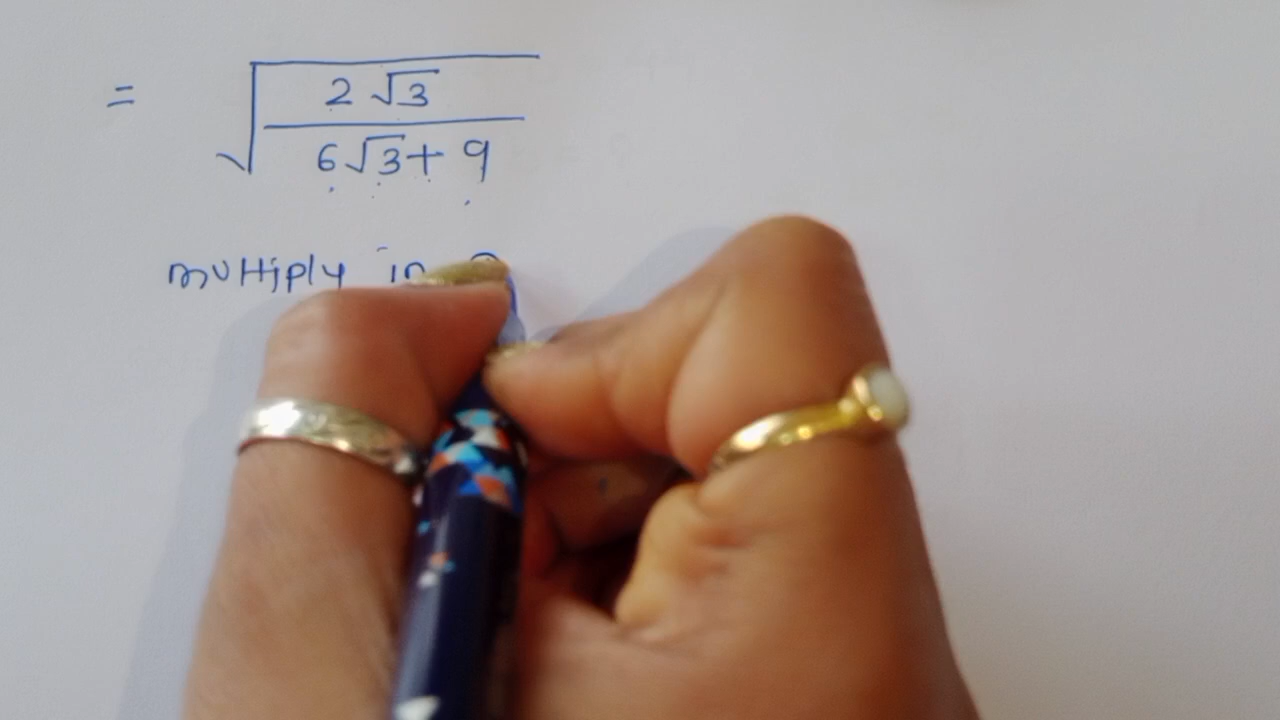 = √(2√3 / 6√3+ 9)
multiply in